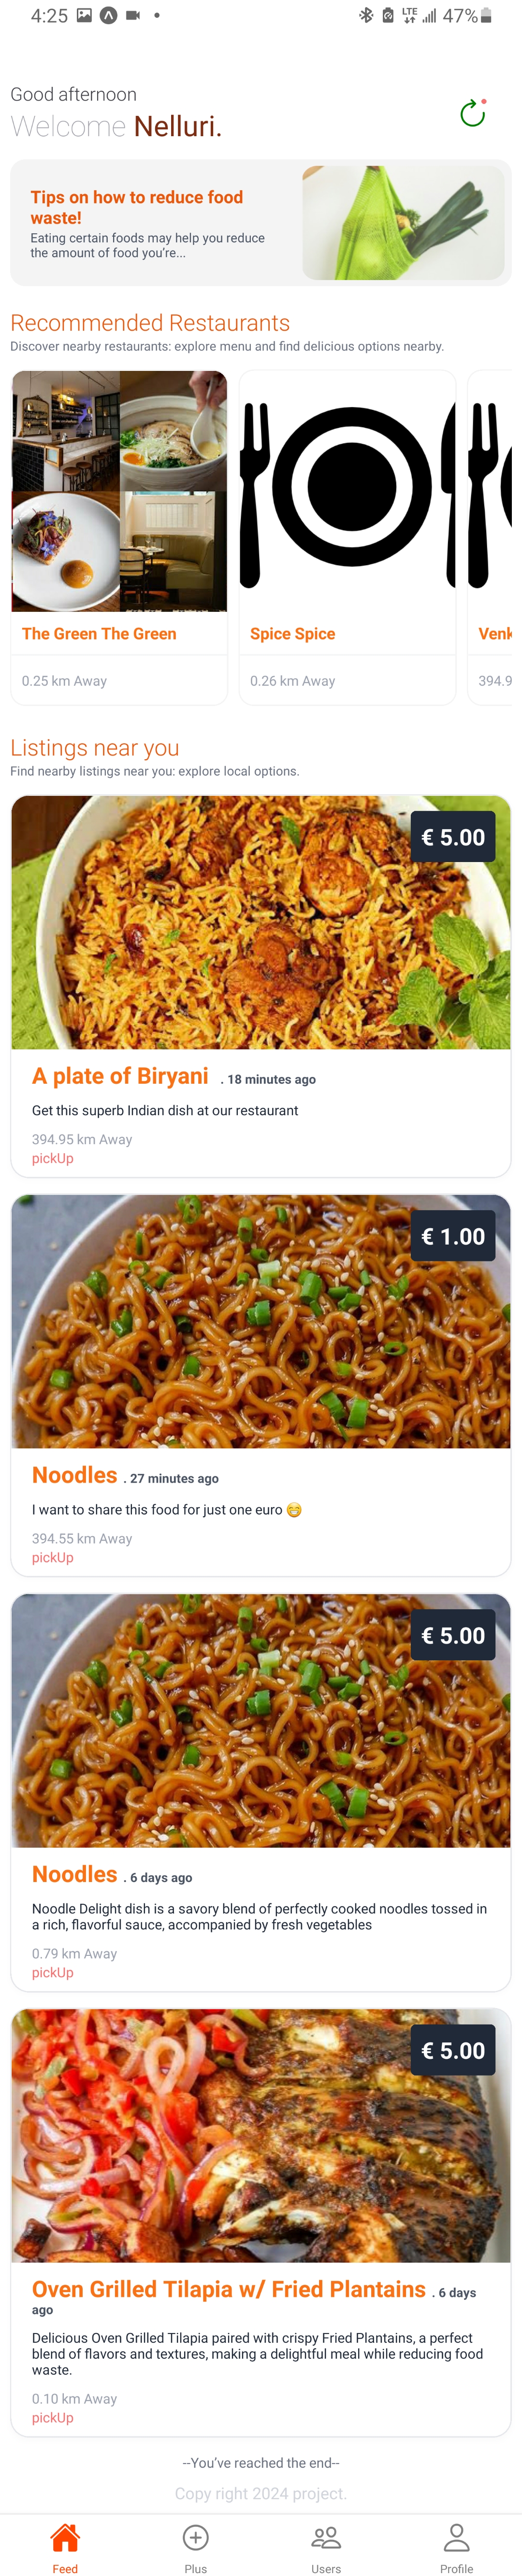 4:25
LTE
47%
Good afternoon
Welcome Nelluri.
Tips on how to reduce food
waste!
Eating certain foods may help you reduce
the amount of food you're...
Recommended Restaurants
Discover nearby restaurants: explore menu and find delicious options nearby.
The Green The Green
Spice Spice
Venk
0.25 km Away
0.26 km Away
394.9
Listings near you
Find nearby listings near you: explore local options.
€ 5.00
A plate of Biryani . 18 minutes ago
Get this superb Indian dish at our restaurant
394.95 km Away
pickUp
€ 1.00
Noodles . 27 minutes ago
I want to share this food for just one euro 😁
394.55 km Away
pickUp
€ 5.00
Noodles . 6 days ago
Noodle Delight dish is a savory blend of perfectly cooked noodles tossed in
a rich, flavorful sauce, accompanied by fresh vegetables
0.79 km Away
pickUp
€ 5.00
Oven Grilled Tilapia w/ Fried Plantains . 6 days
ago
Delicious Oven Grilled Tilapia paired with crispy Fried Plantains, a perfect
blend of flavors and textures, making a delightful meal while reducing food
waste.
0.10 km Away
pickUp
--You've reached the end--
Copy right 2024 project.
Feed
Plus
Users
Profile